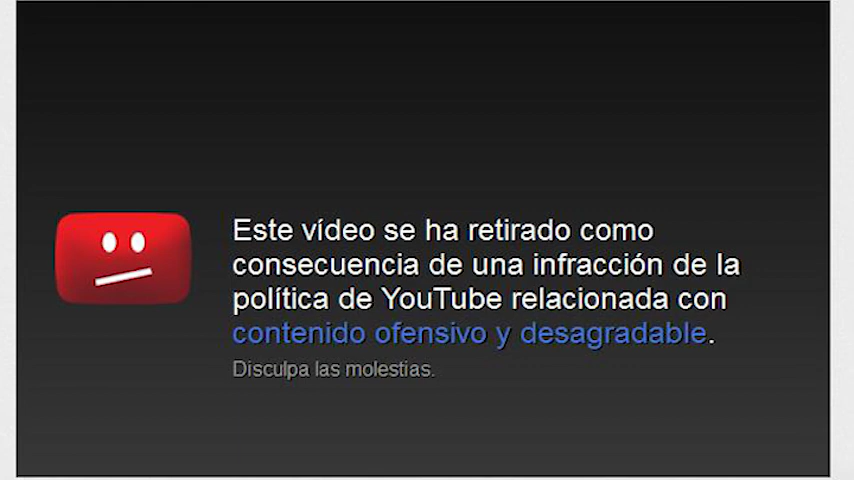 Este vídeo se ha retirado como
consecuencia de una infracción de la
política de YouTube relacionada con
contenido ofensivo y desagradable.
Disculpa las molestias.